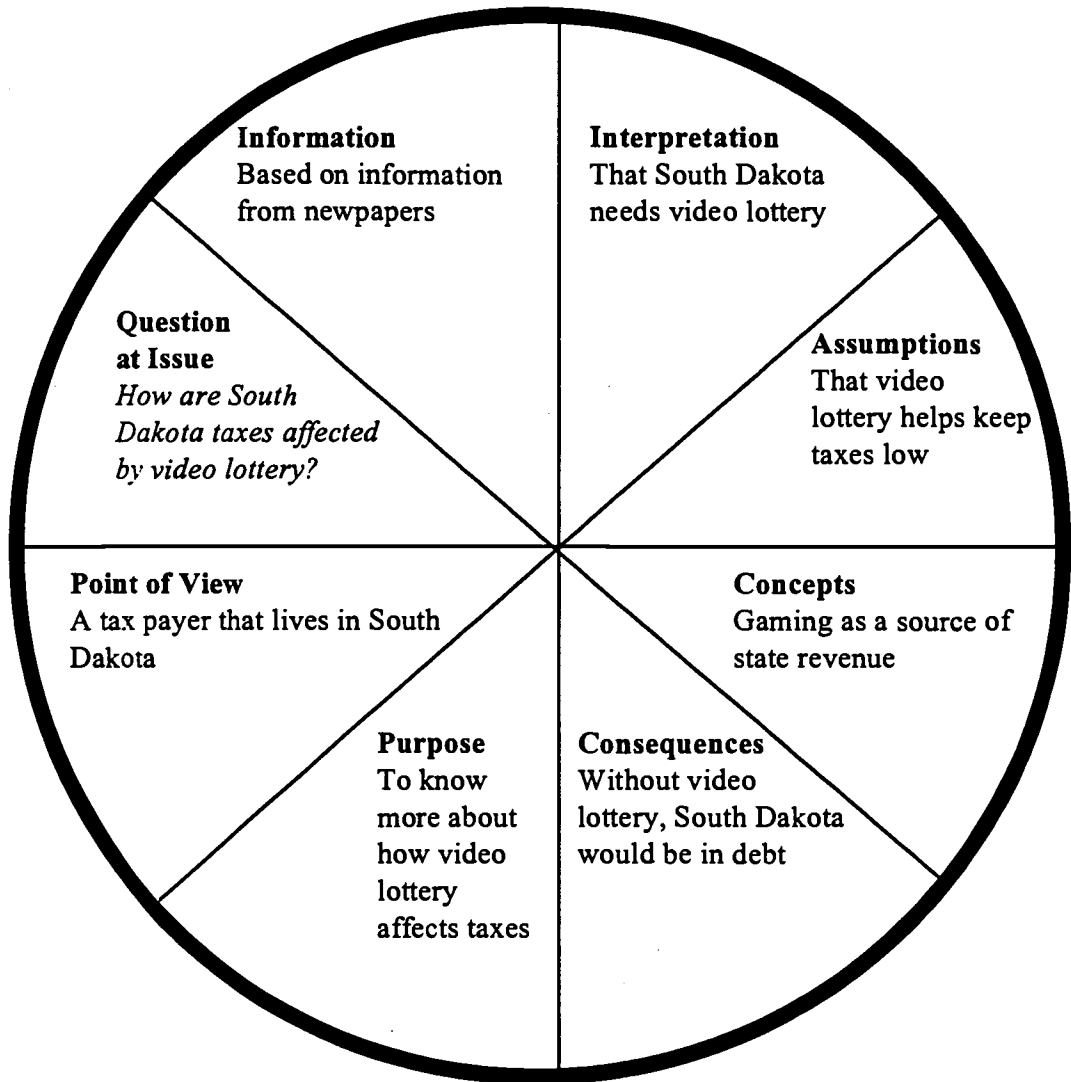 Information
Based on information
from newpapers
Interpretation
That South Dakota
needs video lottery
Question
at Issue
How are South
Dakota taxes affected
by video lottery?
Assumptions
That video
lottery helps keep
taxes low
Point of View
A tax payer that lives in South
Dakota
Concepts
Gaming as a source of
state revenue
Purpose
To know
more about
how video
lottery
affects taxes
Consequences
Without video
lottery, South Dakota
would be in debt